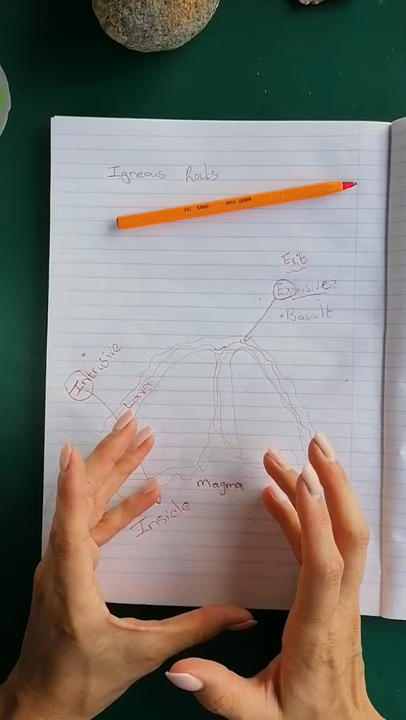 Igneous Rocks
Exit
Extrusive:
• Basalt
Intrusive
Lava
Magma
Inside